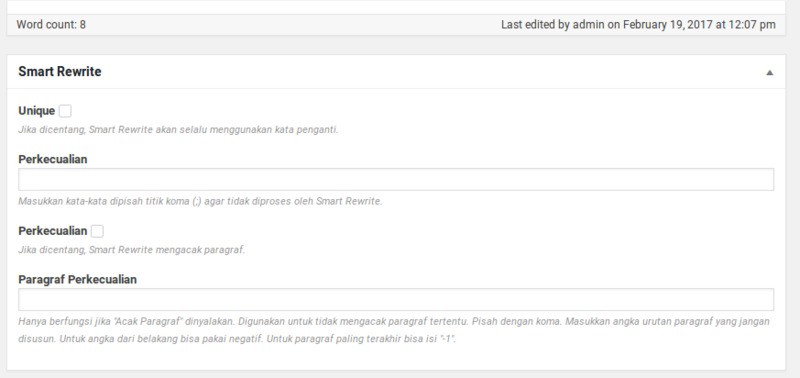 Word count: 8
Last edited by admin on February 19, 2017 at 12:07 pm
Smart Rewrite
Unique
Jika dicentang, Smart Rewrite akan selalu menggunakan kata penganti.
Perkecualian
Masukkan kata-kata dipisah titik koma (;) agar tidak diproses oleh Smart Rewrite.
Perkecualian
Jika dicentang, Smart Rewrite mengacak paragraf.
Paragraf Perkecualian
Hanya berfungsi jika "Acak Paragraf" dinyalakan. Digunakan untuk tidak mengacak paragraf tertentu. Pisah dengan koma. Masukkan angka urutan paragraf yang jangan
disusun. Untuk angka dari belakang bisa pakai negatif. Untuk paragraf paling terakhir bisa isi "-1".